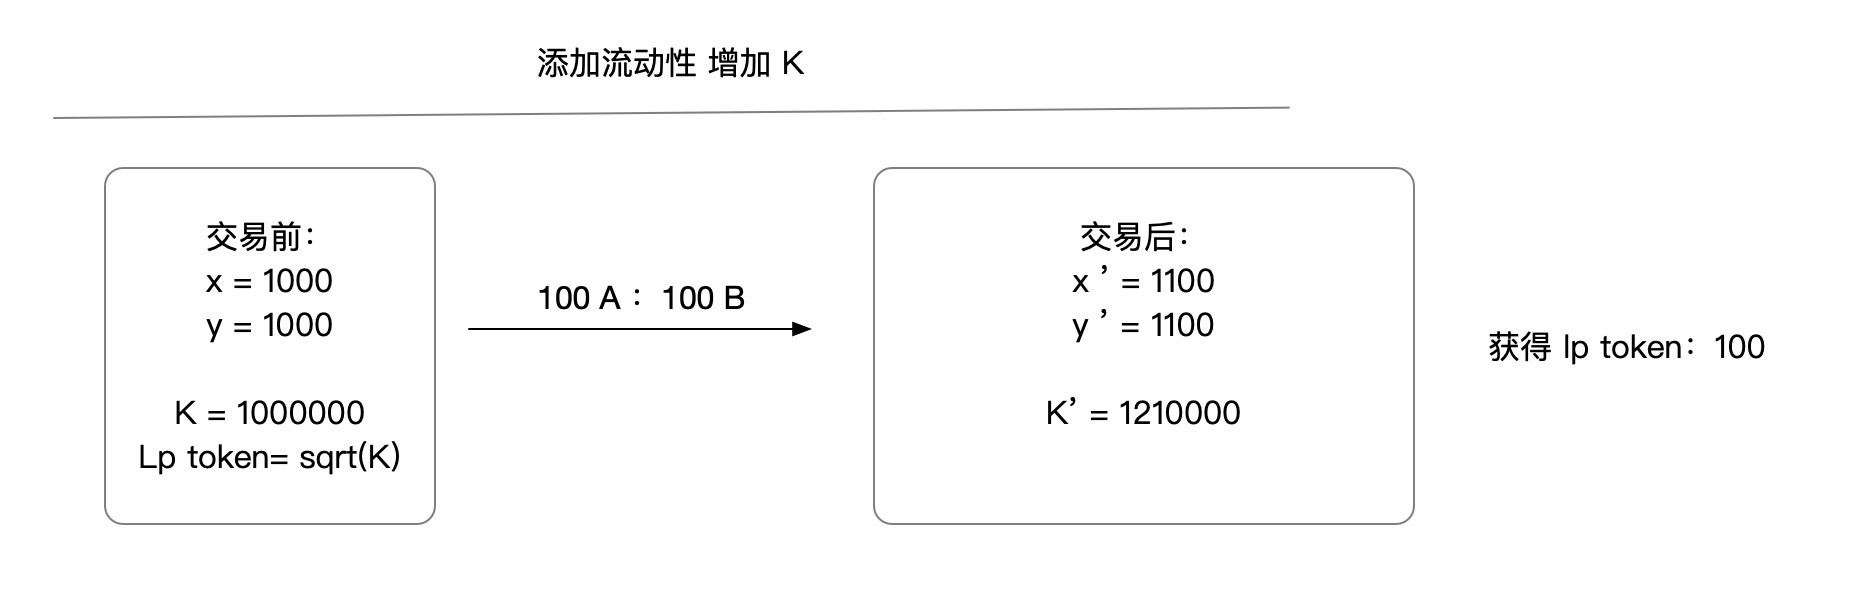 添加流动性 增加 K
交易前：
x = 1000
y = 1000
K = 1000000
Lp token= sqrt(K)
100 A ：100 B
交易后：
x ’ = 1100
y ’ = 1100
K’ = 1210000
获得 lp token：100